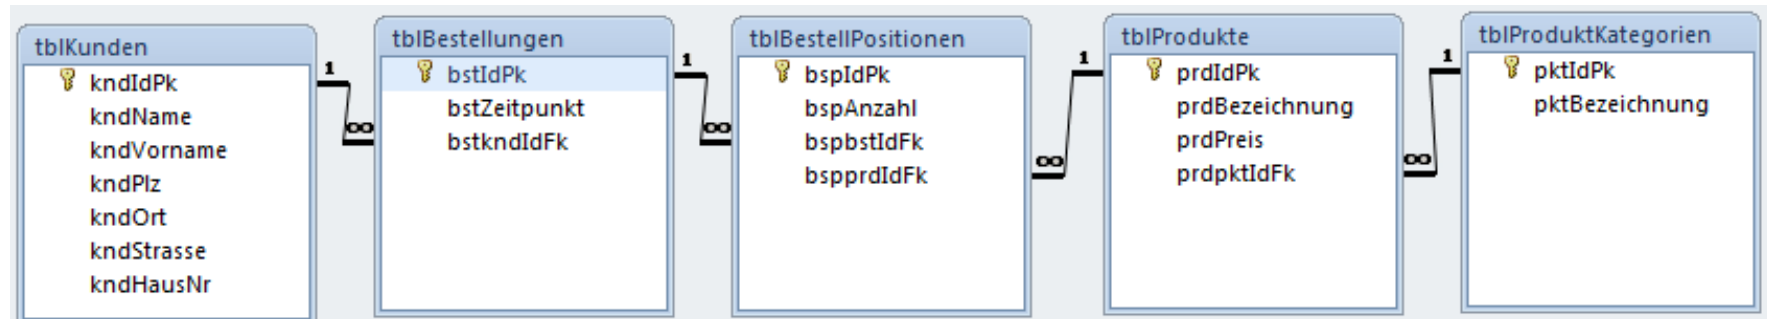 tblKunden
kndIdPk
kndName
kndVorname
kndPlz
kndOrt
kndStrasse
kndHausNr
1
∞
tblBestellungen
bstIdPk
bstZeitpunkt
bstkndIdFk
1
∞
tblBestellPositionen
bspIdPk
bspAnzahl
bspbstIdFk
bspprdIdFk
1
∞
tblProdukte
prdIdPk
prdBezeichnung
prdPreis
prdpktIdFk
1
∞
tblProduktKategorien
pktIdPk
pktBezeichnung